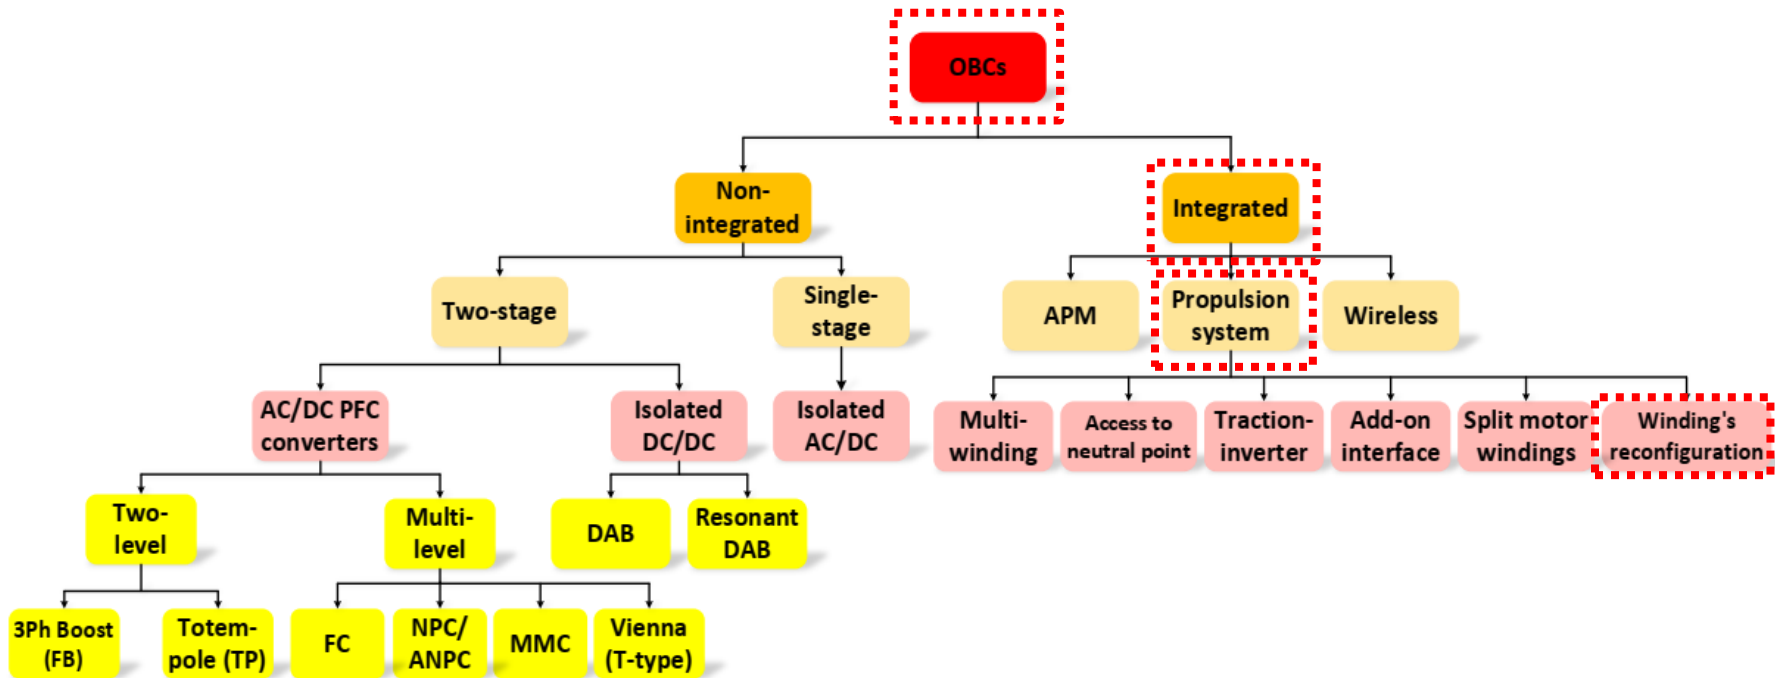 OBCs
Non-
integrated
Integrated
Two-stage
Single-
stage
APM
Propulsion
system
Wireless
AC/DC PFC
converters
Isolated
DC/DC
Isolated
AC/DC
Multi-
winding
Access to
neutral point
Traction-
inverter
Add-on
interface
Split motor
windings
Winding's
reconfiguration
Two-
level
Multi-
level
DAB
Resonant
DAB
3Ph Boost
(FB)
Totem-
pole (TP)
FC
NPC/
ANPC
MMC
Vienna
(T-type)